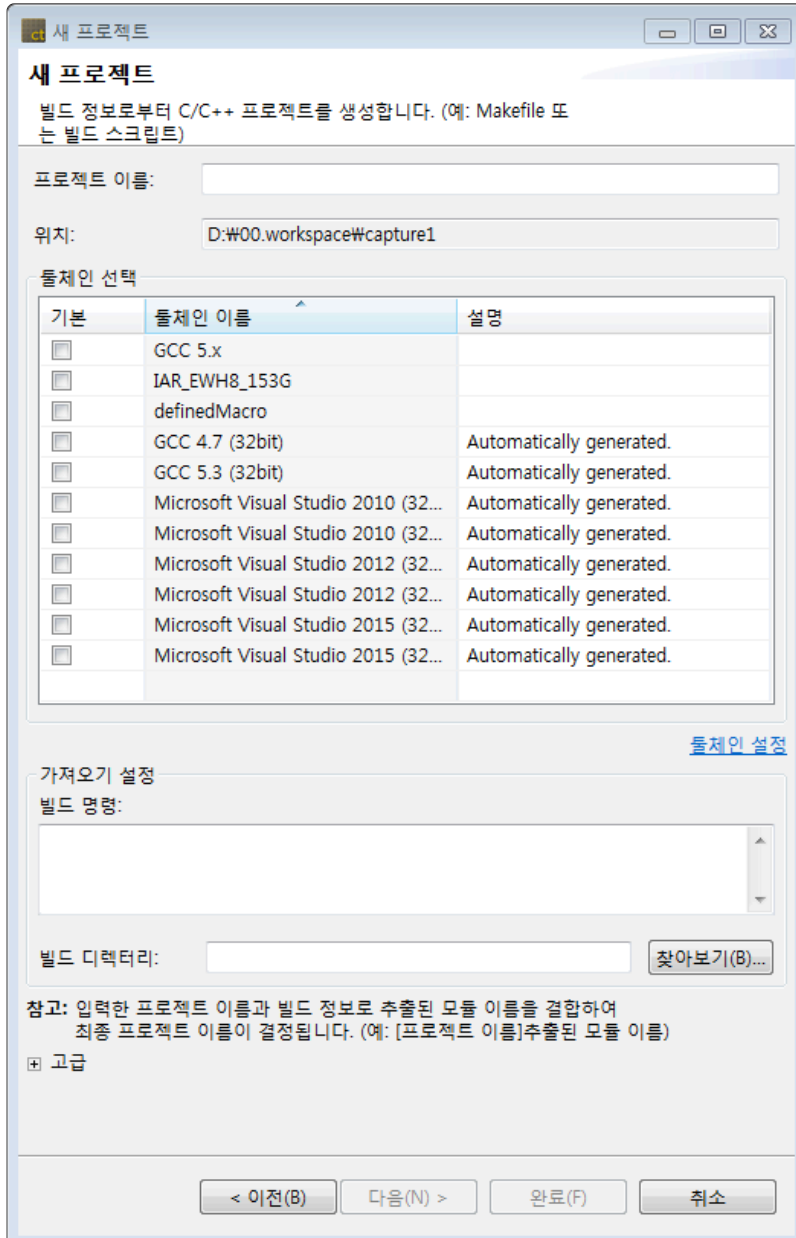 ct 새 프로젝트
새 프로젝트
빌드 정보로부터 C/C++ 프로젝트를 생성합니다. (예: Makefile 또
는 빌드 스크립트)
프로젝트 이름:
위치: D:₩00.workspace₩capture1
툴체인 선택
기본 툴체인 이름 설명
GCC 5.x
IAR_EWH8_153G
definedMacro
GCC 4.7 (32bit) Automatically generated.
GCC 5.3 (32bit) Automatically generated.
Microsoft Visual Studio 2010 (32... Automatically generated.
Microsoft Visual Studio 2010 (32... Automatically generated.
Microsoft Visual Studio 2012 (32... Automatically generated.
Microsoft Visual Studio 2012 (32... Automatically generated.
Microsoft Visual Studio 2015 (32... Automatically generated.
Microsoft Visual Studio 2015 (32... Automatically generated.
툴체인 설정
가져오기 설정
빌드 명령:
빌드 디렉터리: 찾아보기(B)...
참고: 입력한 프로젝트 이름과 빌드 정보로 추출된 모듈 이름을 결합하여
최종 프로젝트 이름이 결정됩니다. (예: [프로젝트 이름]추출된 모듈 이름)
고급
< 이전(B) 다음(N) > 완료(F) 취소